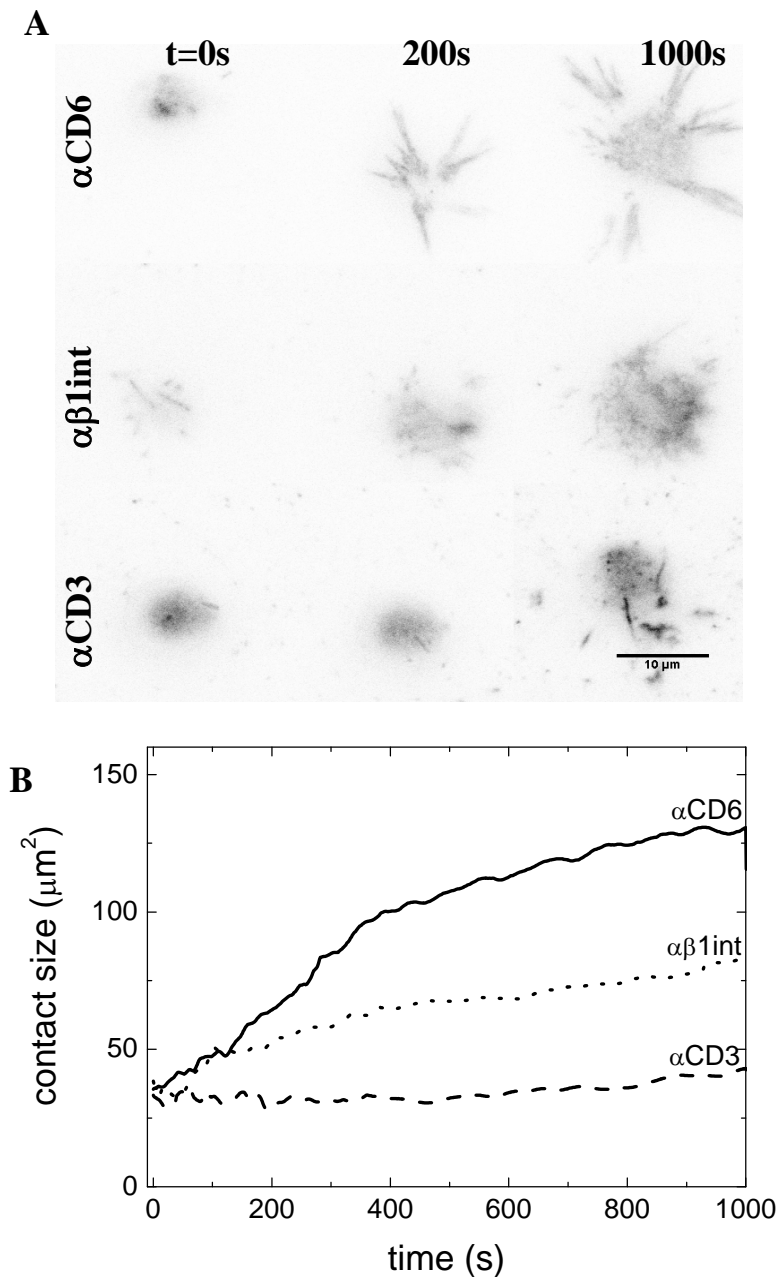 A
t=0s 200s 1000s
αCD6
αβ1int
αCD3
10 µm
B
150
100
50
0
contact size (µm²)
αCD6
αβ1int
αCD3
0 200 400 600 800 1000
time (s)